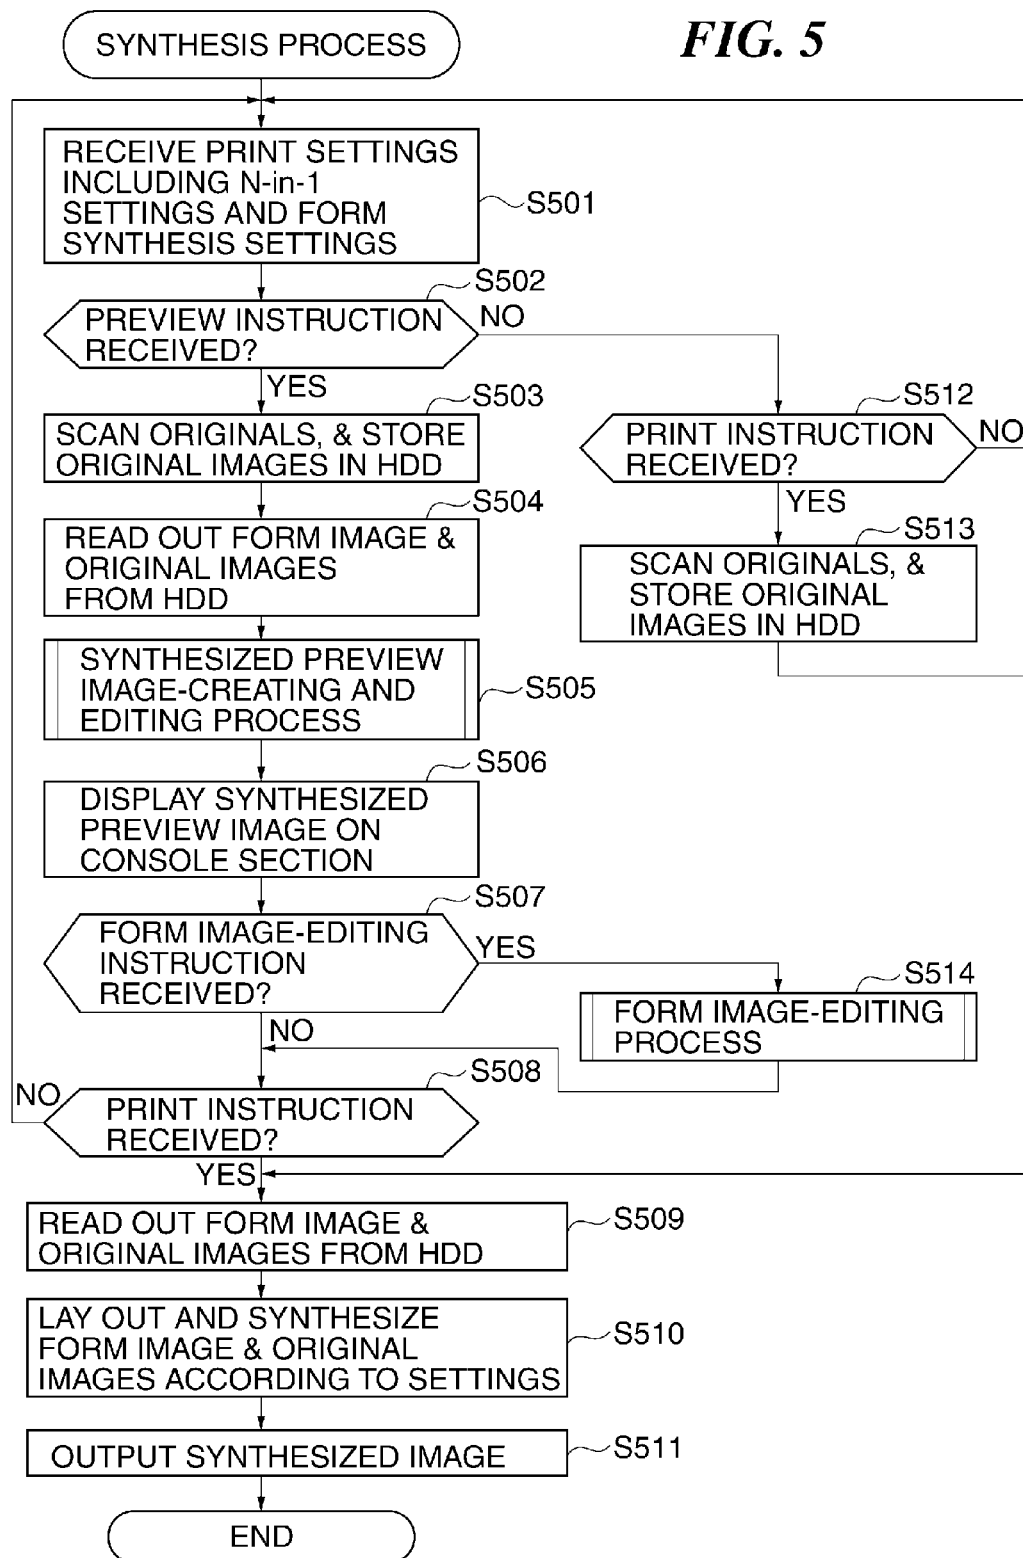 FIG. 5
SYNTHESIS PROCESS
RECEIVE PRINT SETTINGS
INCLUDING N-in-1
SETTINGS AND FORM
SYNTHESIS SETTINGS
S501
S502
PREVIEW INSTRUCTION
RECEIVED?
NO
YES
S503
SCAN ORIGINALS, & STORE
ORIGINAL IMAGES IN HDD
S512
PRINT INSTRUCTION
RECEIVED?
NO
YES
S504
READ OUT FORM IMAGE &
ORIGINAL IMAGES
FROM HDD
S513
SCAN ORIGINALS, &
STORE ORIGINAL
IMAGES IN HDD
SYNTHESIZED PREVIEW
IMAGE-CREATING AND
EDITING PROCESS
S505
S506
DISPLAY SYNTHESIZED
PREVIEW IMAGE ON
CONSOLE SECTION
S507
FORM IMAGE-EDITING
INSTRUCTION
RECEIVED?
YES
NO
S514
FORM IMAGE-EDITING
PROCESS
S508
NO
PRINT INSTRUCTION
RECEIVED?
YES
READ OUT FORM IMAGE &
ORIGINAL IMAGES FROM HDD
S509
LAY OUT AND SYNTHESIZE
FORM IMAGE & ORIGINAL
IMAGES ACCORDING TO SETTINGS
S510
OUTPUT SYNTHESIZED IMAGE
S511
END